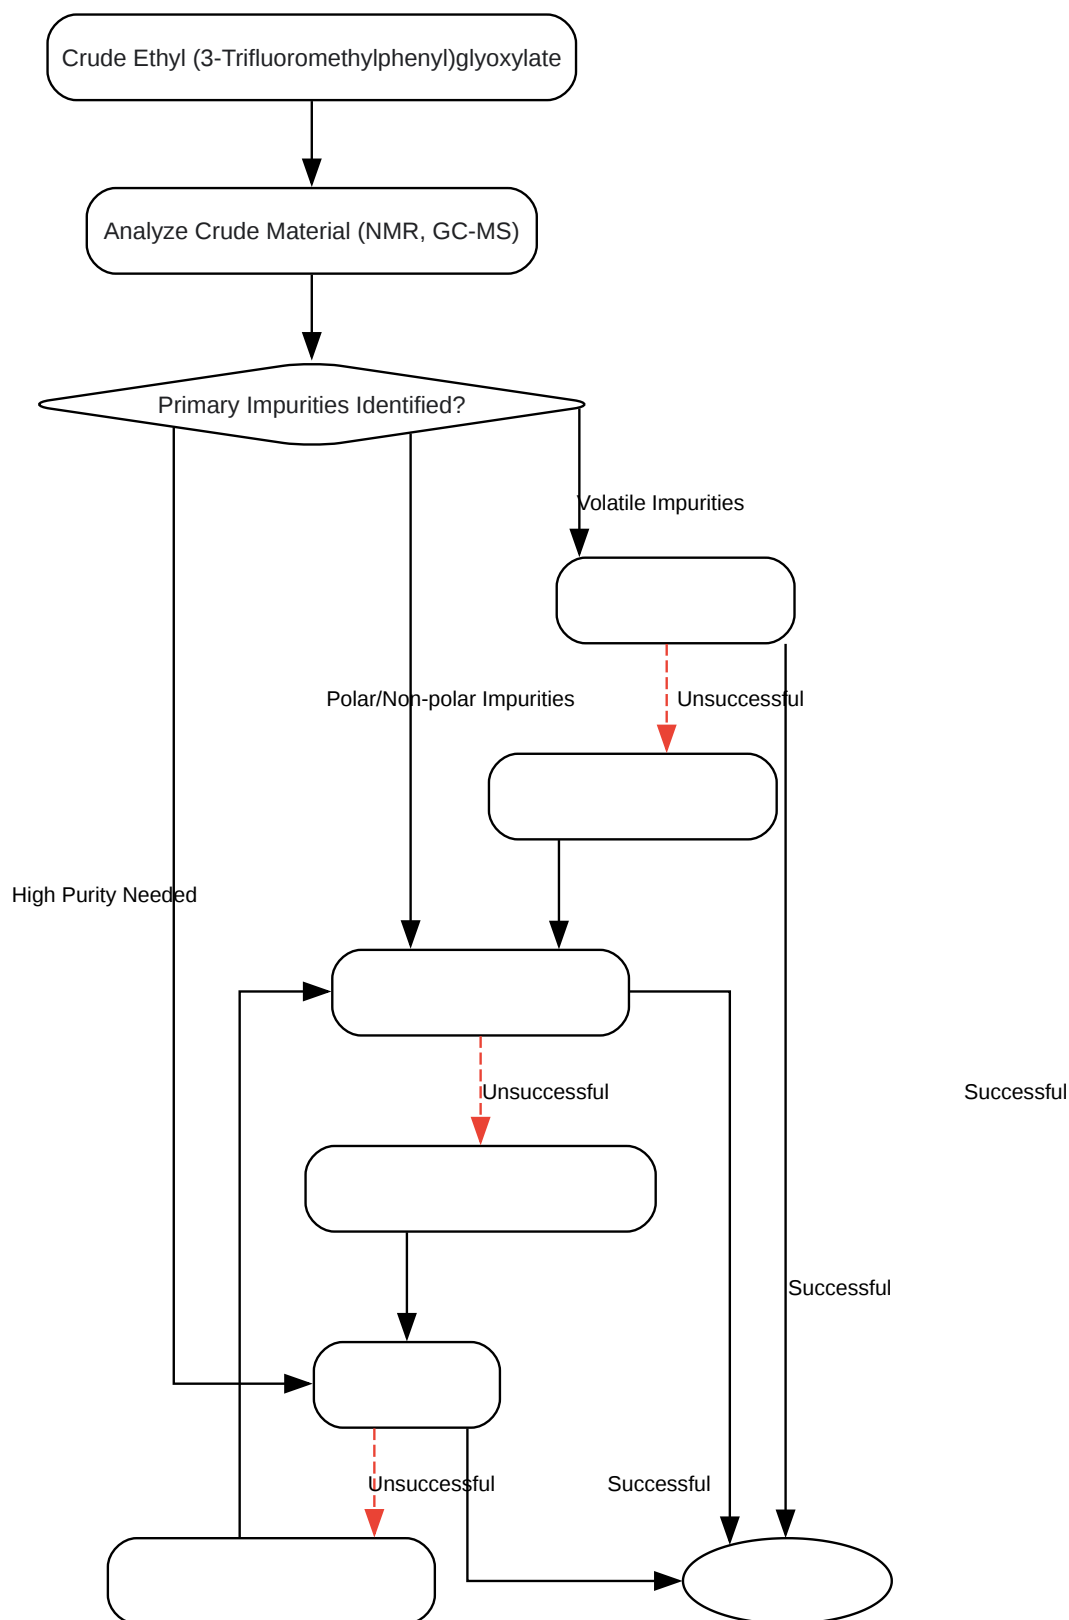 Crude Ethyl (3-Trifluoromethylphenyl)glyoxylate
Analyze Crude Material (NMR, GC-MS)
Primary Impurities Identified?
Volatile Impurities
Polar/Non-polar Impurities
Unsuccessful
High Purity Needed
Unsuccessful
Successful
Successful
Unsuccessful
Successful